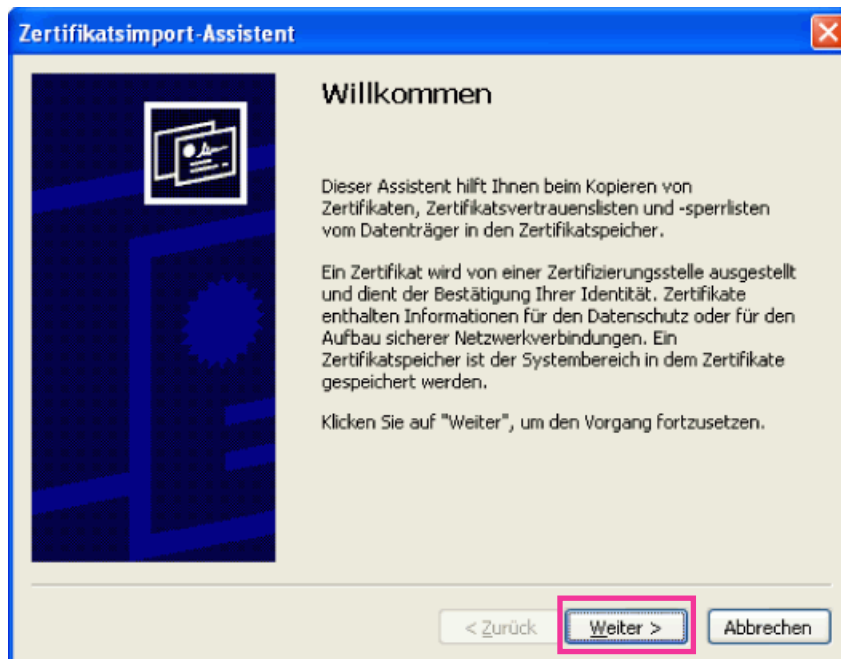 Zertifikatsimport-Assistent
Willkommen
Dieser Assistent hilft Ihnen beim Kopieren von
Zertifikaten, Zertifikatsvertrauenslisten und -sperrlisten
vom Datenträger in den Zertifikatspeicher.
Ein Zertifikat wird von einer Zertifizierungsstelle ausgestellt
und dient der Bestätigung Ihrer Identität. Zertifikate
enthalten Informationen für den Datenschutz oder für den
Aufbau sicherer Netzwerkverbindungen. Ein
Zertifikatspeicher ist der Systembereich in dem Zertifikate
gespeichert werden.
Klicken Sie auf "Weiter", um den Vorgang fortzusetzen.
< Zurück Weiter > Abbrechen